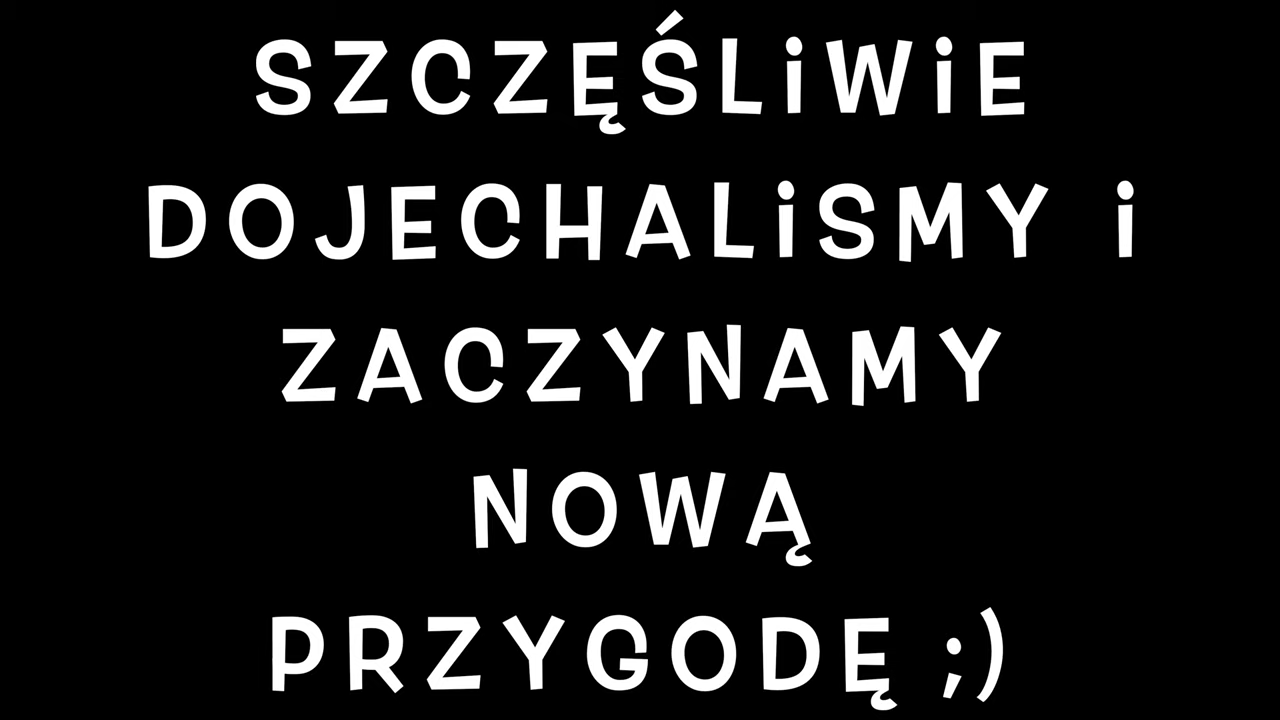 SZCZĘŚLiWiE
DOJECHALiSMY i
ZACZYNAMY
NOWĄ
PRZYGODĘ ;)